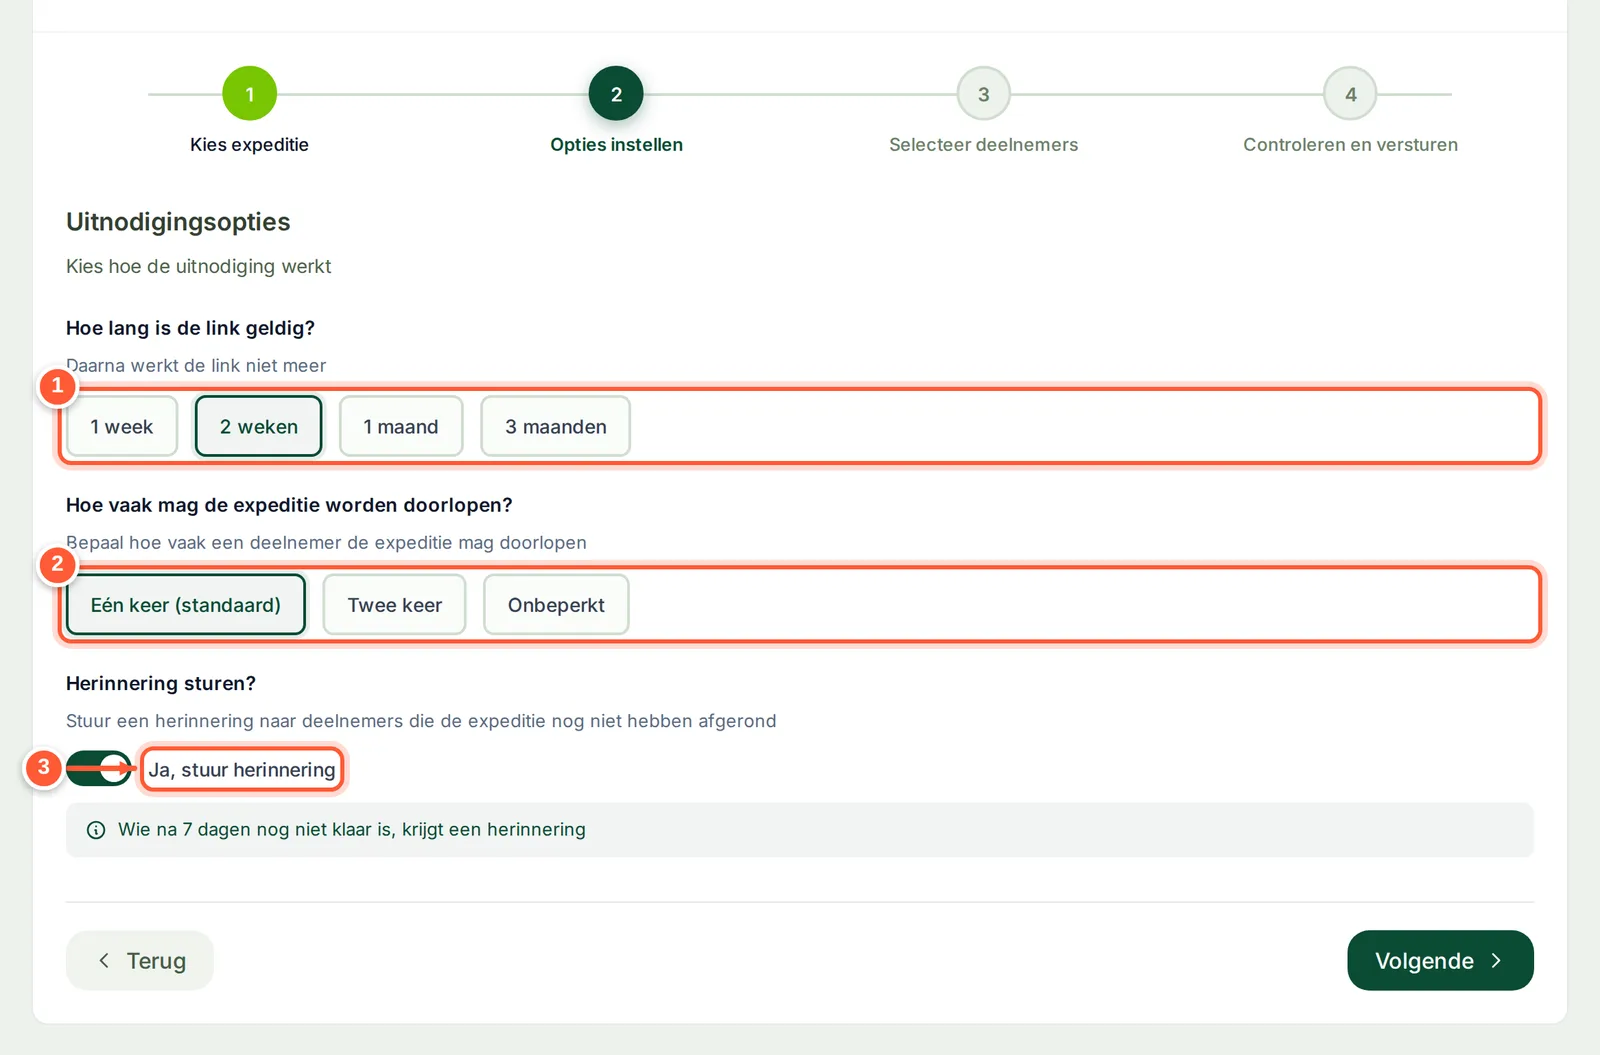 1
2
3
4
Kies expeditie
Opties instellen
Selecteer deelnemers
Controleren en versturen
Uitnodigingsopties
Kies hoe de uitnodiging werkt
Hoe lang is de link geldig?
Daarna werkt de link niet meer
1
1 week
2 weken
1 maand
3 maanden
Hoe vaak mag de expeditie worden doorlopen?
Bepaal hoe vaak een deelnemer de expeditie mag doorlopen
2
Eén keer (standaard)
Twee keer
Onbeperkt
Herinnering sturen?
Stuur een herinnering naar deelnemers die de expeditie nog niet hebben afgerond
3
Ja, stuur herinnering
Wie na 7 dagen nog niet klaar is, krijgt een herinnering
Terug
Volgende